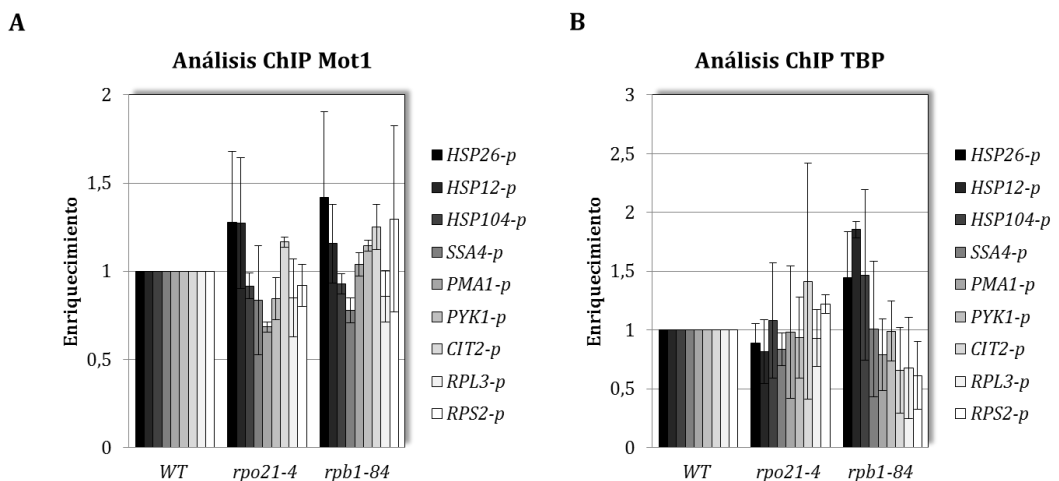 A
Análisis ChIP Mot1
Enriquecimiento
2
1,5
1
0,5
0
WT
rpo21-4
rpb1-84
HSP26-p
HSP12-p
HSP104-p
SSA4-p
PMA1-p
PYK1-p
CIT2-p
RPL3-p
RPS2-p
B
Análisis ChIP TBP
Enriquecimiento
3
2,5
2
1,5
1
0,5
0
WT
rpo21-4
rpb1-84
HSP26-p
HSP12-p
HSP104-p
SSA4-p
PMA1-p
PYK1-p
CIT2-p
RPL3-p
RPS2-p